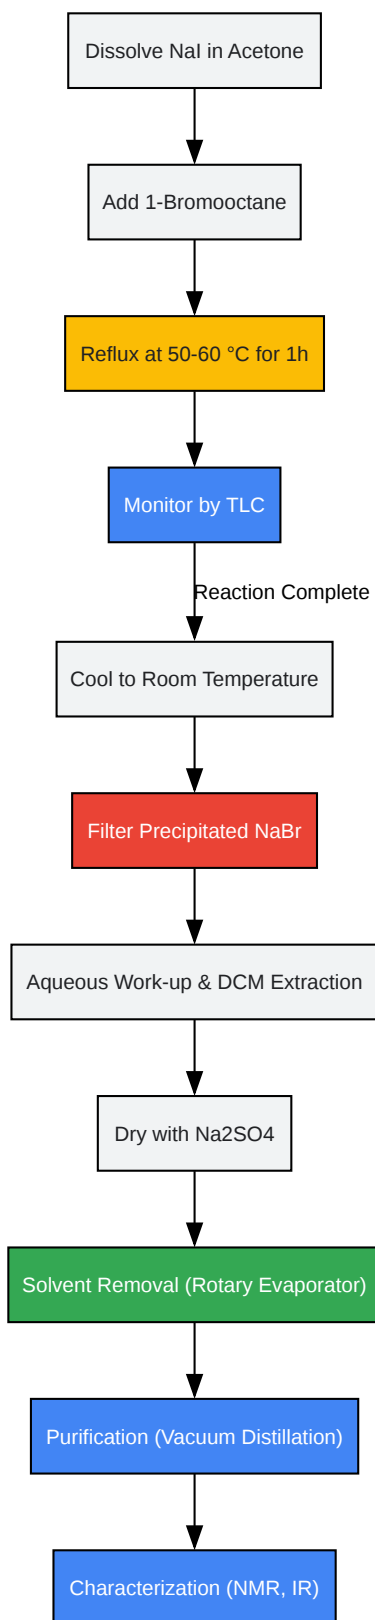 Dissolve NaI in Acetone
Add 1-Bromooctane
Reflux at 50-60 °C for 1h
Monitor by TLC
Reaction Complete
Cool to Room Temperature
Filter Precipitated NaBr
Aqueous Work-up & DCM Extraction
Dry with Na2SO4
Solvent Removal (Rotary Evaporator)
Purification (Vacuum Distillation)
Characterization (NMR, IR)